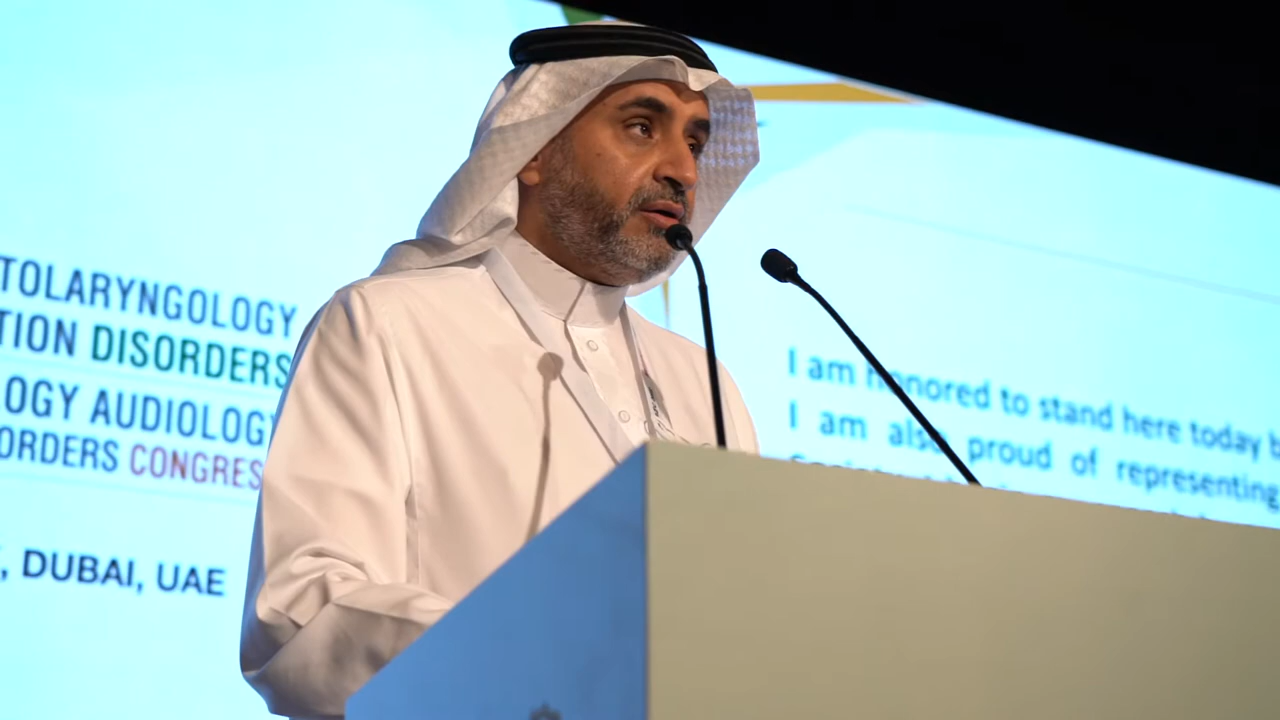 TOLARYNGOLOGY
TION DISORDERS
OGY AUDIOLOGY
ORDERS CONGRES
, DUBAI, UAE
I am honored to stand here today b
I am also proud of representing